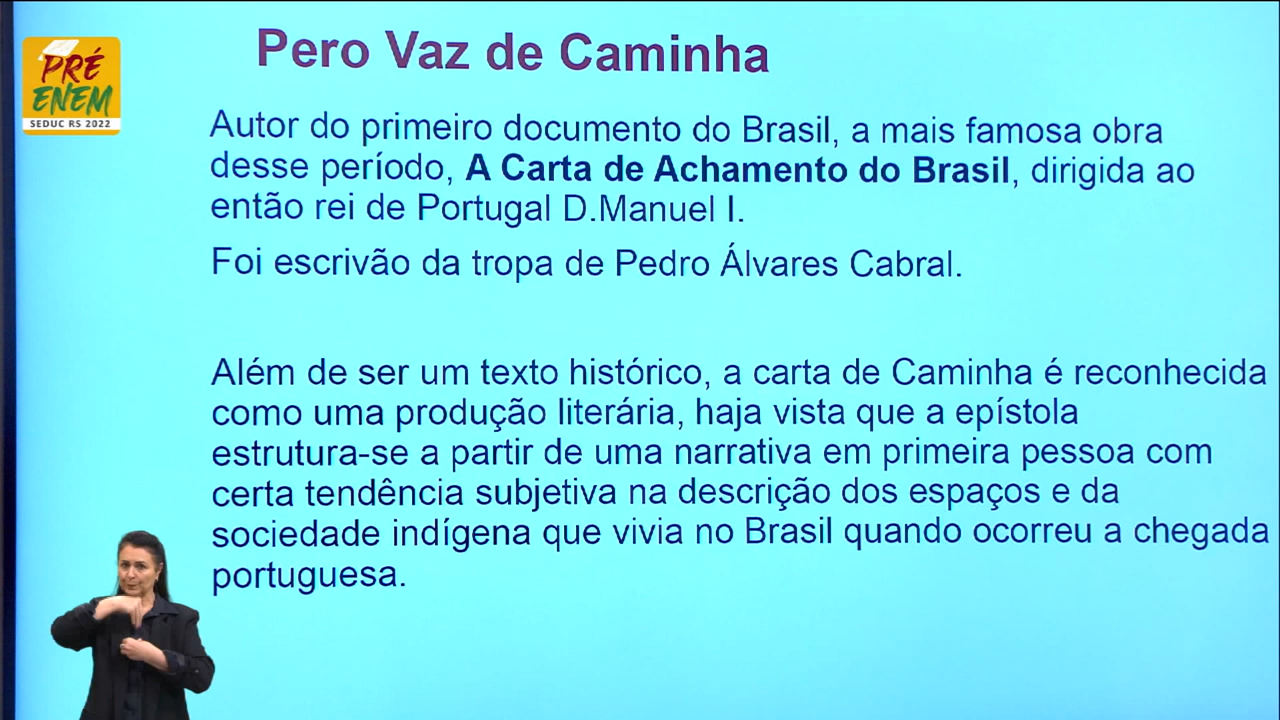 Pero Vaz de Caminha
PRÉ
ENEM
SEDUC RS 2022
Autor do primeiro documento do Brasil, a mais famosa obra
desse período, A Carta de Achamento do Brasil, dirigida ao
então rei de Portugal D.Manuel I.
Foi escrivão da tropa de Pedro Álvares Cabral.
Além de ser um texto histórico, a carta de Caminha é reconhecida
como uma produção literária, haja vista que a epístola
estrutura-se a partir de uma narrativa em primeira pessoa com
certa tendência subjetiva na descrição dos espaços e da
sociedade indígena que vivia no Brasil quando ocorreu a chegada
portuguesa.